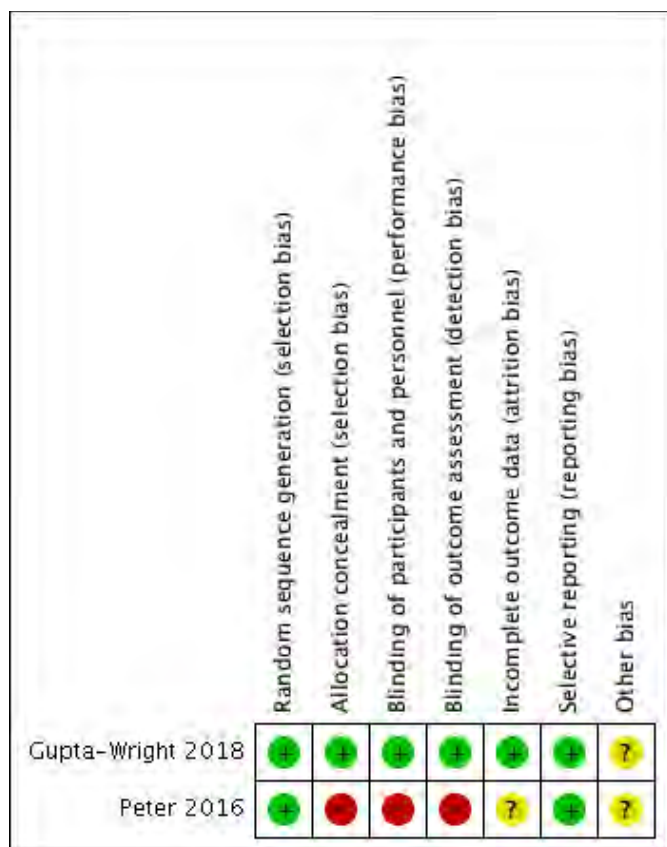 Random sequence generation (selection bias)
Allocation concealment (selection bias)
Blinding of participants and personnel (performance bias)
Blinding of outcome assessment (detection bias)
Incomplete outcome data (attrition bias)
Selective reporting (reporting bias)
Other bias
Gupta-Wright 2018 + + + + + + ?
Peter 2016 + - - - ? + ?